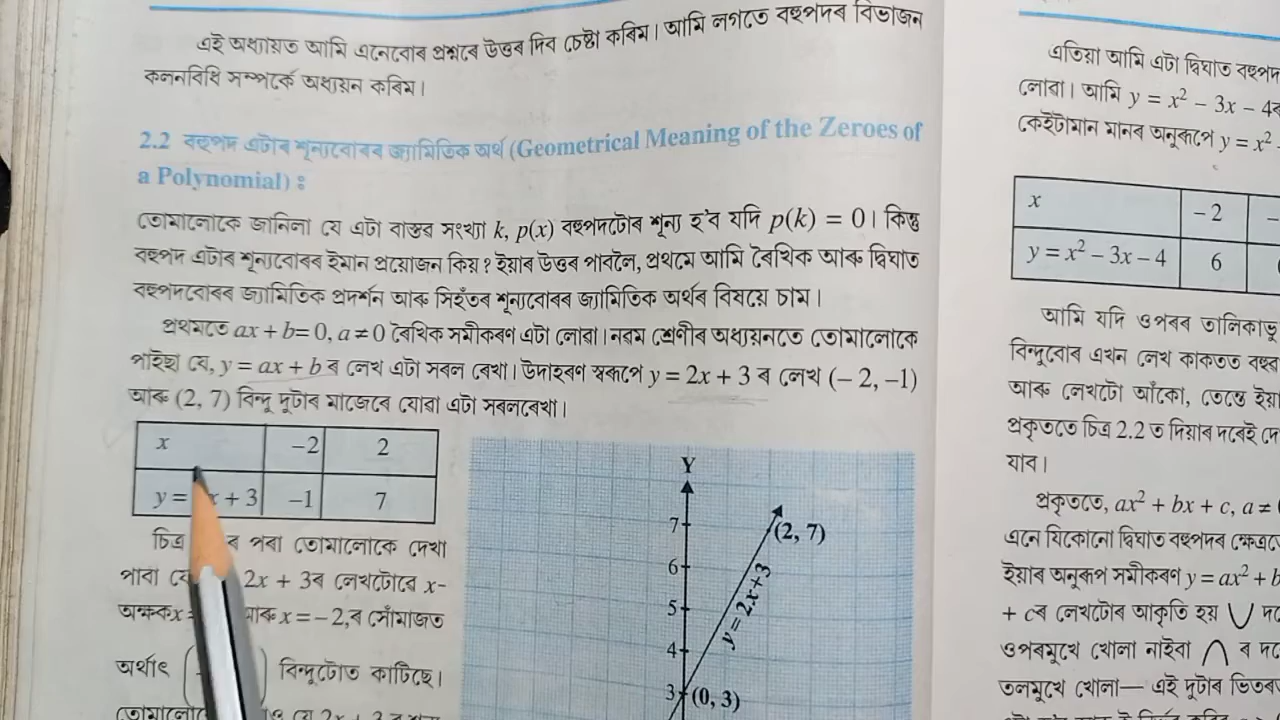 এই অধ্যায়ত আমি এনেবোৰ প্ৰশ্নৰে উত্তৰ দিব চেষ্টা কৰিম। আমি লগতে বহুপদৰ বিভাজন
কলনবিধি সম্পৰ্কে অধ্যয়ন কৰিম।
2.2 বহুপদ এটাৰ শূন্যবোৰৰ জ্যামিতিক অৰ্থ (Geometrical Meaning of the Zeroes of
a Polynomial) :
তোমালোকে জানিলা যে এটা বাস্তৱ সংখ্যা k, p(x) বহুপদটোৰ শূন্য হ'ব যদি p(k) = 0। কিন্তু
বহুপদ এটাৰ শূন্যবোৰৰ ইমান প্ৰয়োজন কিয়? ইয়াৰ উত্তৰ পাবলৈ, প্ৰথমে আমি ৰৈখিক আৰু দ্বিঘাত
বহুপদবোৰৰ জ্যামিতিক প্ৰদৰ্শন আৰু সিহঁতৰ শূন্যবোৰৰ জ্যামিতিক অৰ্থৰ বিষয়ে চাম।
প্ৰথমতে ax + b= 0, a ≠ 0 ৰৈখিক সমীকৰণ এটা লোৱা। নৱম শ্ৰেণীৰ অধ্যয়নতে তোমালোকে
পাইছা যে, y = ax + b ৰ লেখ এটা সৰল ৰেখা। উদাহৰণ স্বৰূপে y = 2x + 3 ৰ লেখ (– 2, –1)
আৰু (2, 7) বিন্দু দুটাৰ মাজেৰে যোৱা এটা সৰলৰেখা।
x –2 2
y = x + 3 –1 7
চিত্ৰ ৰ পৰা তোমালোকে দেখা
পাবা 2x + 3ৰ লেখটোৱে x-
অক্ষক x = আৰু x = – 2,ৰ সোঁমাজত
অৰ্থাৎ ( ) বিন্দুটোত কাটিছে।
Y
7
6
5
4
3
(2, 7)
y = 2x+3
(0, 3)
এতিয়া আমি এটা দ্বিঘাত বহুপদ
লোৱা। আমি y = x² – 3x – 4ৰ
কেইটামান মানৰ অনুৰূপে y = x²
x – 2
y = x² – 3x – 4 6
আমি যদি ওপৰৰ তালিকাভু
বিন্দুবোৰ এখন লেখ কাকতত বহুৱ
আৰু লেখটো আঁকো, তেন্তে ইয়া
প্ৰকৃততে চিত্ৰ 2.2 ত দিয়াৰ দৰেই দে
যাব।
প্ৰকৃততে, ax² + bx + c, a ≠
এনে যিকোনো দ্বিঘাত বহুপদৰ ক্ষেত্ৰতে
ইয়াৰ অনুৰূপ সমীকৰণ y = ax² + b
+ cৰ লেখটোৰ আকৃতি হয় ∪ দ
ওপৰমুখে খোলা নাইবা ∩ ৰ দ
তলমুখে খোলা— এই দুটাৰ ভিতৰ